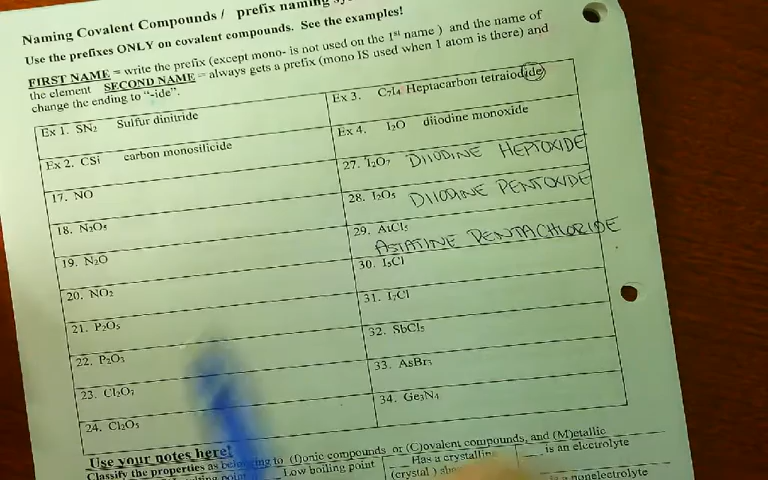 Naming Covalent Compounds / prefix naming
Use the prefixes ONLY on covalent compounds. See the examples!
FIRST NAME = write the prefix (except mono- is not used on the 1st name ) and the name of
the element SECOND NAME = always gets a prefix (mono IS used when 1 atom is there) and
change the ending to “-ide”.
Ex 1. SN₂ Sulfur dinitride
Ex 2. CSi carbon monosilicide
17. NO
18. N₂O₅
19. N₂O
20. NO₂
21. P₂O₅
22. P₂O₃
23. Cl₂O₇
24. Cl₂O₅
Ex 3. C₇I₄ Heptacarbon tetraiodide
Ex 4. I₂O diiodine monoxide
27. I₂O₇ DIIODINE HEPTOXIDE
28. I₂O₅ DIIODINE PENTOXIDE
29. AtCl₅
ASTATINE PENTACHLORIDE
30. I₅Cl
31. I₇Cl
32. SbCl₅
33. AsBr₃
34. Ge₃N₄
Use your notes here!
Classify the properties as belonging to (I)onic compounds or (C)ovalent compounds, and (M)etallic
Low boiling point
Has a crystalline
(crystal )
is an electrolyte
is a nonelectrolyte